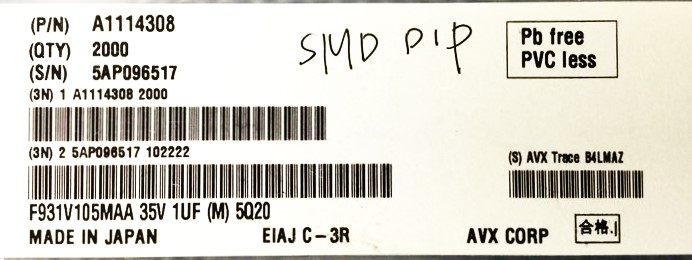 (P/N) A1114308
(QTY) 2000
(S/N) 5AP096517
SMD DIP
Pb free
PVC less
(3N) 1 A1114308 2000
(3N) 2 5AP096517 102222
(S) AVX Trace B4LMAZ
F931V105MAA 35V 1UF (M) 5Q20
MADE IN JAPAN EIAJ C-3R AVX CORP 合格.|